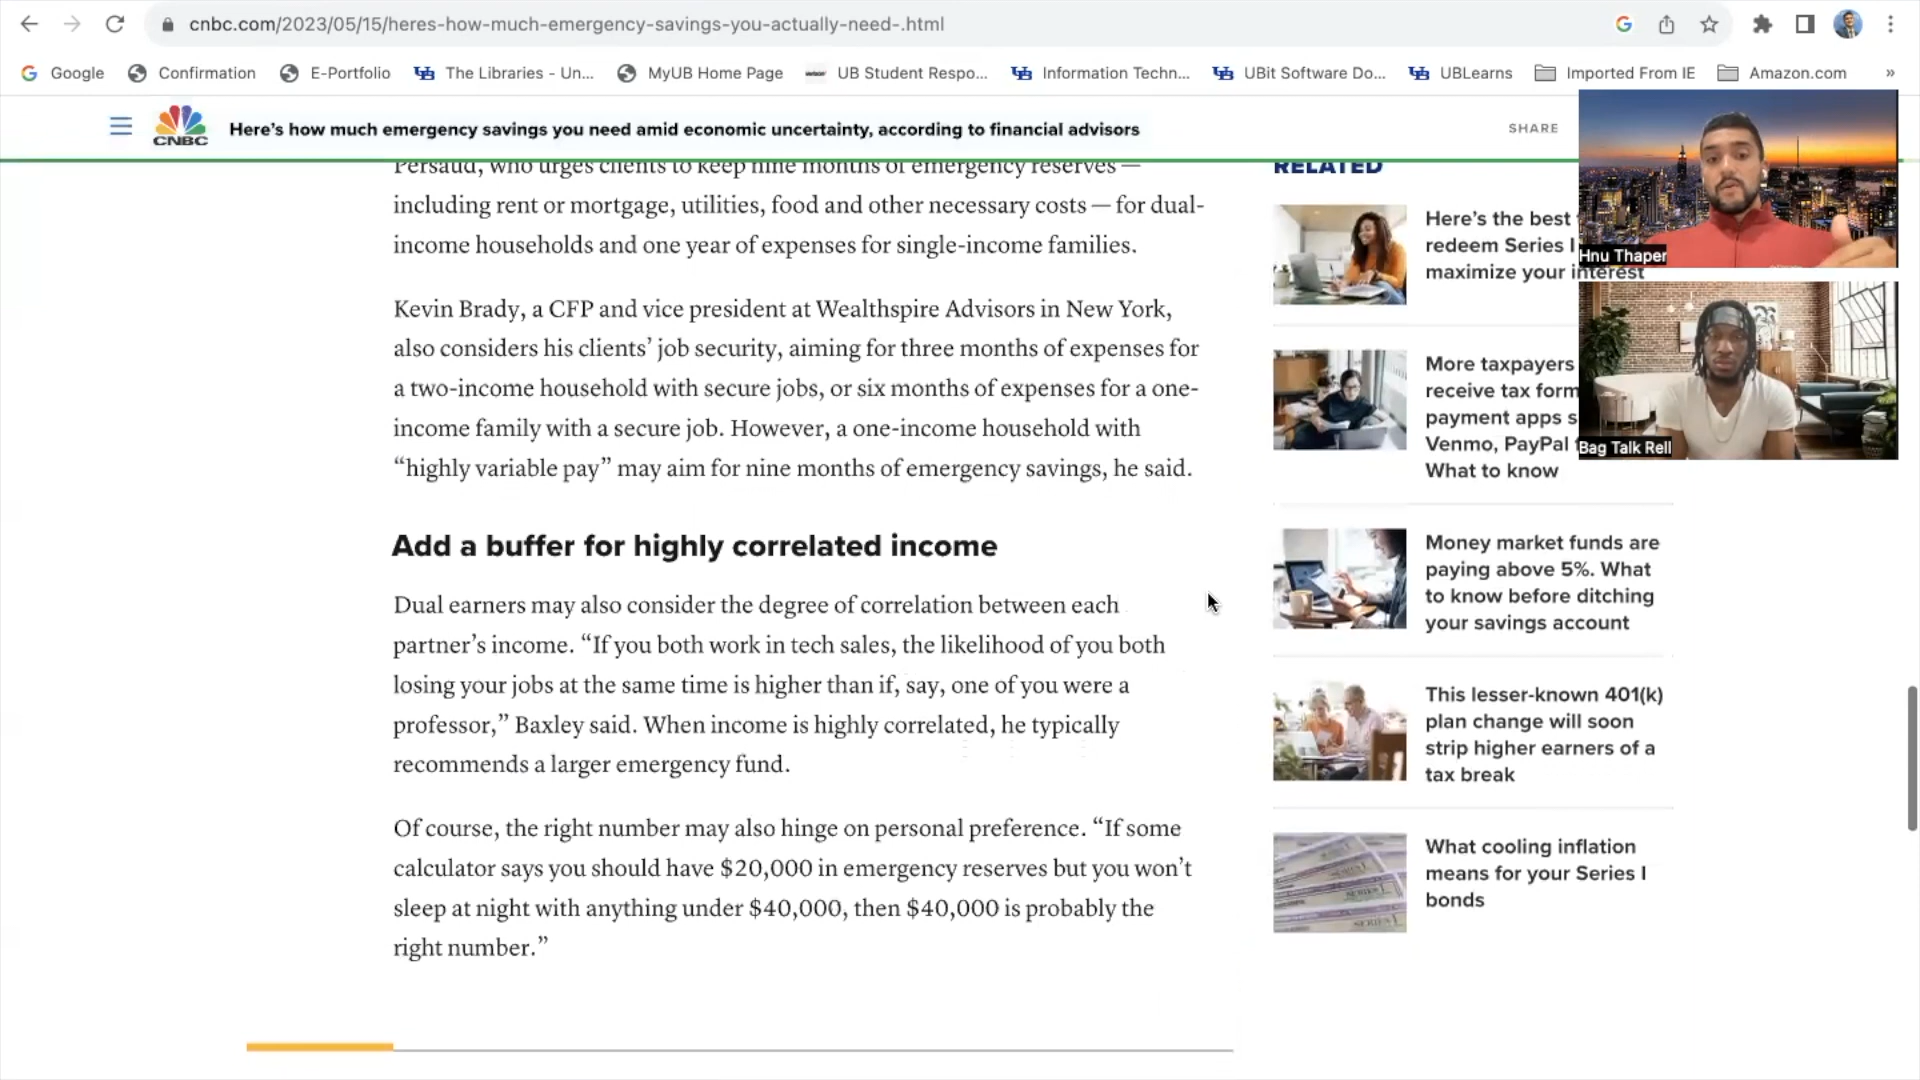 cnbc.com/2023/05/15/heres-how-much-emergency-savings-you-actually-need-.html
Google
Confirmation
E-Portfolio
The Libraries - Un...
MyUB Home Page
UB Student Respo...
Information Techn...
UBit Software Do...
UBLearns
Imported From IE
Amazon.com
»
CNBC
Here's how much emergency savings you need amid economic uncertainty, according to financial advisors
SHARE
Persaud, who urges clients to keep nine months of emergency reserves —
including rent or mortgage, utilities, food and other necessary costs — for dual-
income households and one year of expenses for single-income families.
Kevin Brady, a CFP and vice president at Wealthspire Advisors in New York,
also considers his clients’ job security, aiming for three months of expenses for
a two-income household with secure jobs, or six months of expenses for a one-
income family with a secure job. However, a one-income household with
“highly variable pay” may aim for nine months of emergency savings, he said.
Add a buffer for highly correlated income
Dual earners may also consider the degree of correlation between each
partner’s income. “If you both work in tech sales, the likelihood of you both
losing your jobs at the same time is higher than if, say, one of you were a
professor,” Baxley said. When income is highly correlated, he typically
recommends a larger emergency fund.
Of course, the right number may also hinge on personal preference. “If some
calculator says you should have $20,000 in emergency reserves but you won’t
sleep at night with anything under $40,000, then $40,000 is probably the
right number.”
RELATED
Here’s the best
redeem Series I
maximize your interest
More taxpayers
receive tax form
payment apps s
Venmo, PayPal
What to know
Money market funds are
paying above 5%. What
to know before ditching
your savings account
This lesser-known 401(k)
plan change will soon
strip higher earners of a
tax break
What cooling inflation
means for your Series I
bonds
Hnu Thaper
Bag Talk Rell